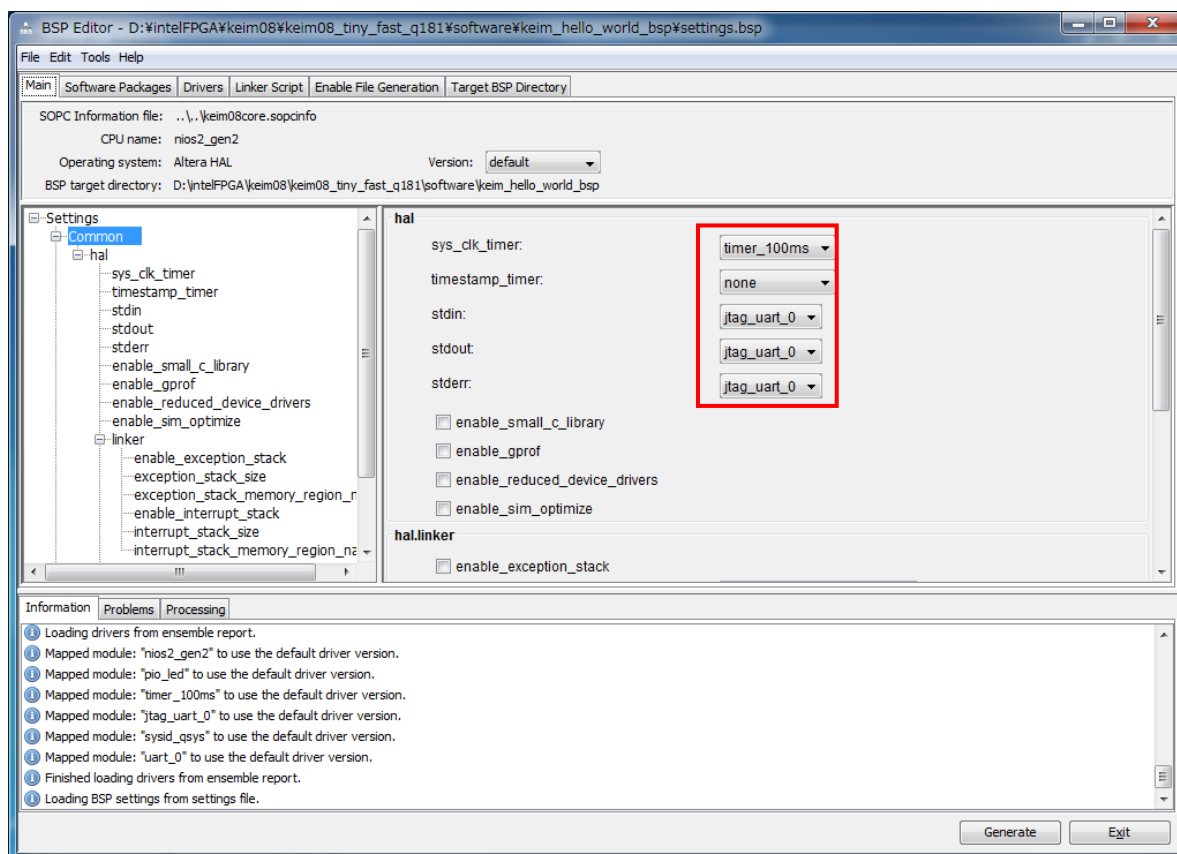 BSP Editor - D:¥intelFPGA¥keim08¥keim08_tiny_fast_q181¥software¥keim_hello_world_bsp¥settings.bsp
File Edit Tools Help
Main Software Packages Drivers Linker Script Enable File Generation Target BSP Directory
SOPC Information file: ..\..\keim08core.sopcinfo
CPU name: nios2_gen2
Operating system: Altera HAL Version: default
BSP target directory: D:\intelFPGA\keim08\keim08_tiny_fast_q181\software\keim_hello_world_bsp
Settings
Common
hal
sys_clk_timer
timestamp_timer
stdin
stdout
stderr
enable_small_c_library
enable_gprof
enable_reduced_device_drivers
enable_sim_optimize
linker
enable_exception_stack
exception_stack_size
exception_stack_memory_region_n
enable_interrupt_stack
interrupt_stack_size
interrupt_stack_memory_region_na
hal
sys_clk_timer: timer_100ms
timestamp_timer: none
stdin: jtag_uart_0
stdout: jtag_uart_0
stderr: jtag_uart_0
enable_small_c_library
enable_gprof
enable_reduced_device_drivers
enable_sim_optimize
hal.linker
enable_exception_stack
Information Problems Processing
Loading drivers from ensemble report.
Mapped module: "nios2_gen2" to use the default driver version.
Mapped module: "pio_led" to use the default driver version.
Mapped module: "timer_100ms" to use the default driver version.
Mapped module: "jtag_uart_0" to use the default driver version.
Mapped module: "sysid_qsys" to use the default driver version.
Mapped module: "uart_0" to use the default driver version.
Finished loading drivers from ensemble report.
Loading BSP settings from settings file.
Generate Exit